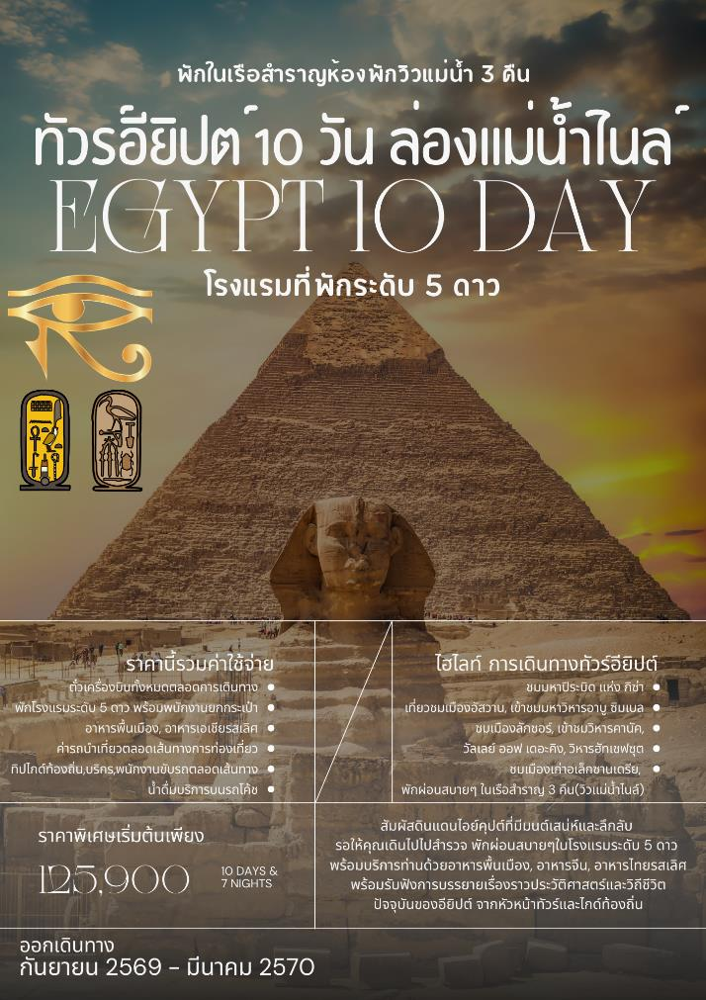 พักในเรือสำราญห้องพักวิวแม่น้ำ 3 คืน
ทัวร์อียิปต์ 10 วัน ล่องแม่น้ำไนล์
EGYPT 10 DAY
โรงแรมที่พักระดับ 5 ดาว
ราคานี้รวมค่าใช้จ่าย
ตั๋วเครื่องบินทั้งหมดตลอดการเดินทาง
พักโรงแรมระดับ 5 ดาว พร้อมพนักงานยกกระเป๋า
อาหารพื้นเมือง, อาหารเอเชียรสเลิศ
ค่ารถนำเที่ยวตลอดเส้นทางการท่องเที่ยว
ทิปไกด์ท้องถิ่น,บริกร,พนักงานขับรถตลอดเส้นทาง
น้ำดื่มบริการบนรถโค้ช
ไฮไลท์ การเดินทางทัวร์อียิปต์
ชมมหาปิระมิด แห่ง กีซ่า
เที่ยวชมเมืองอัสวาน, เข้าชมมหาวิหารอาบู ซิมเบล
ชมเมืองลักซอร์, เข้าชมวิหารคานัค,
วัลเลย์ ออฟ เดอะคิง, วิหารฮัทเชฟซุต
ชมเมืองเก่าอเล็กซานเดรีย,
พักผ่อนสบายๆ ในเรือสำราญ 3 คืน(วิวแม่น้ำไนล์)
ราคาพิเศษเริ่มต้นเพียง
125,900
10 DAYS &
7 NIGHTS
สัมผัสดินแดนไอย์คุปต์ที่มีมนต์เสน่ห์และลึกลับ
รอให้คุณเดินไปไปสำรวจ พักผ่อนสบายๆในโรงแรมระดับ 5 ดาว
พร้อมบริการท่านด้วยอาหารพื้นเมือง, อาหารจีน, อาหารไทยรสเลิศ
พร้อมรับฟังการบรรยายเรื่องราวประวัติศาสตร์และวิถีชีวิต
ปัจจุบันของอียิปต์ จากหัวหน้าทัวร์และไกด์ท้องถิ่น
ออกเดินทาง
กันยายน 2569 – มีนาคม 2570